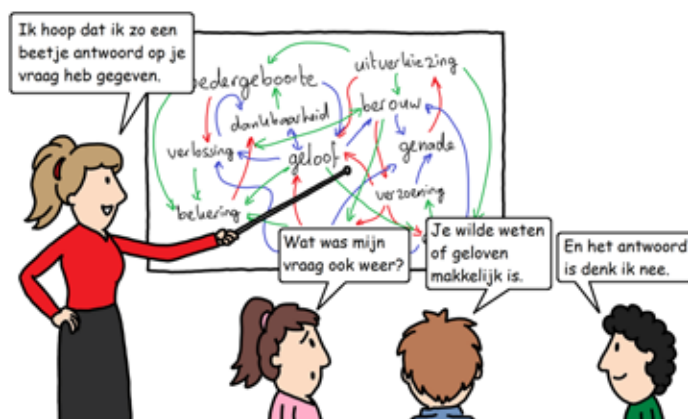 Ik hoop dat ik zo een
beetje antwoord op je
vraag heb gegeven.
uitverkiezing
edergeboorte
berouw
dankbaarheid
verlossing
geloof
genade
verzoening
bekering
Wat was mijn
vraag ook weer?
Je wilde weten
of geloven
makkelijk is.
En het antwoord
is denk ik nee.